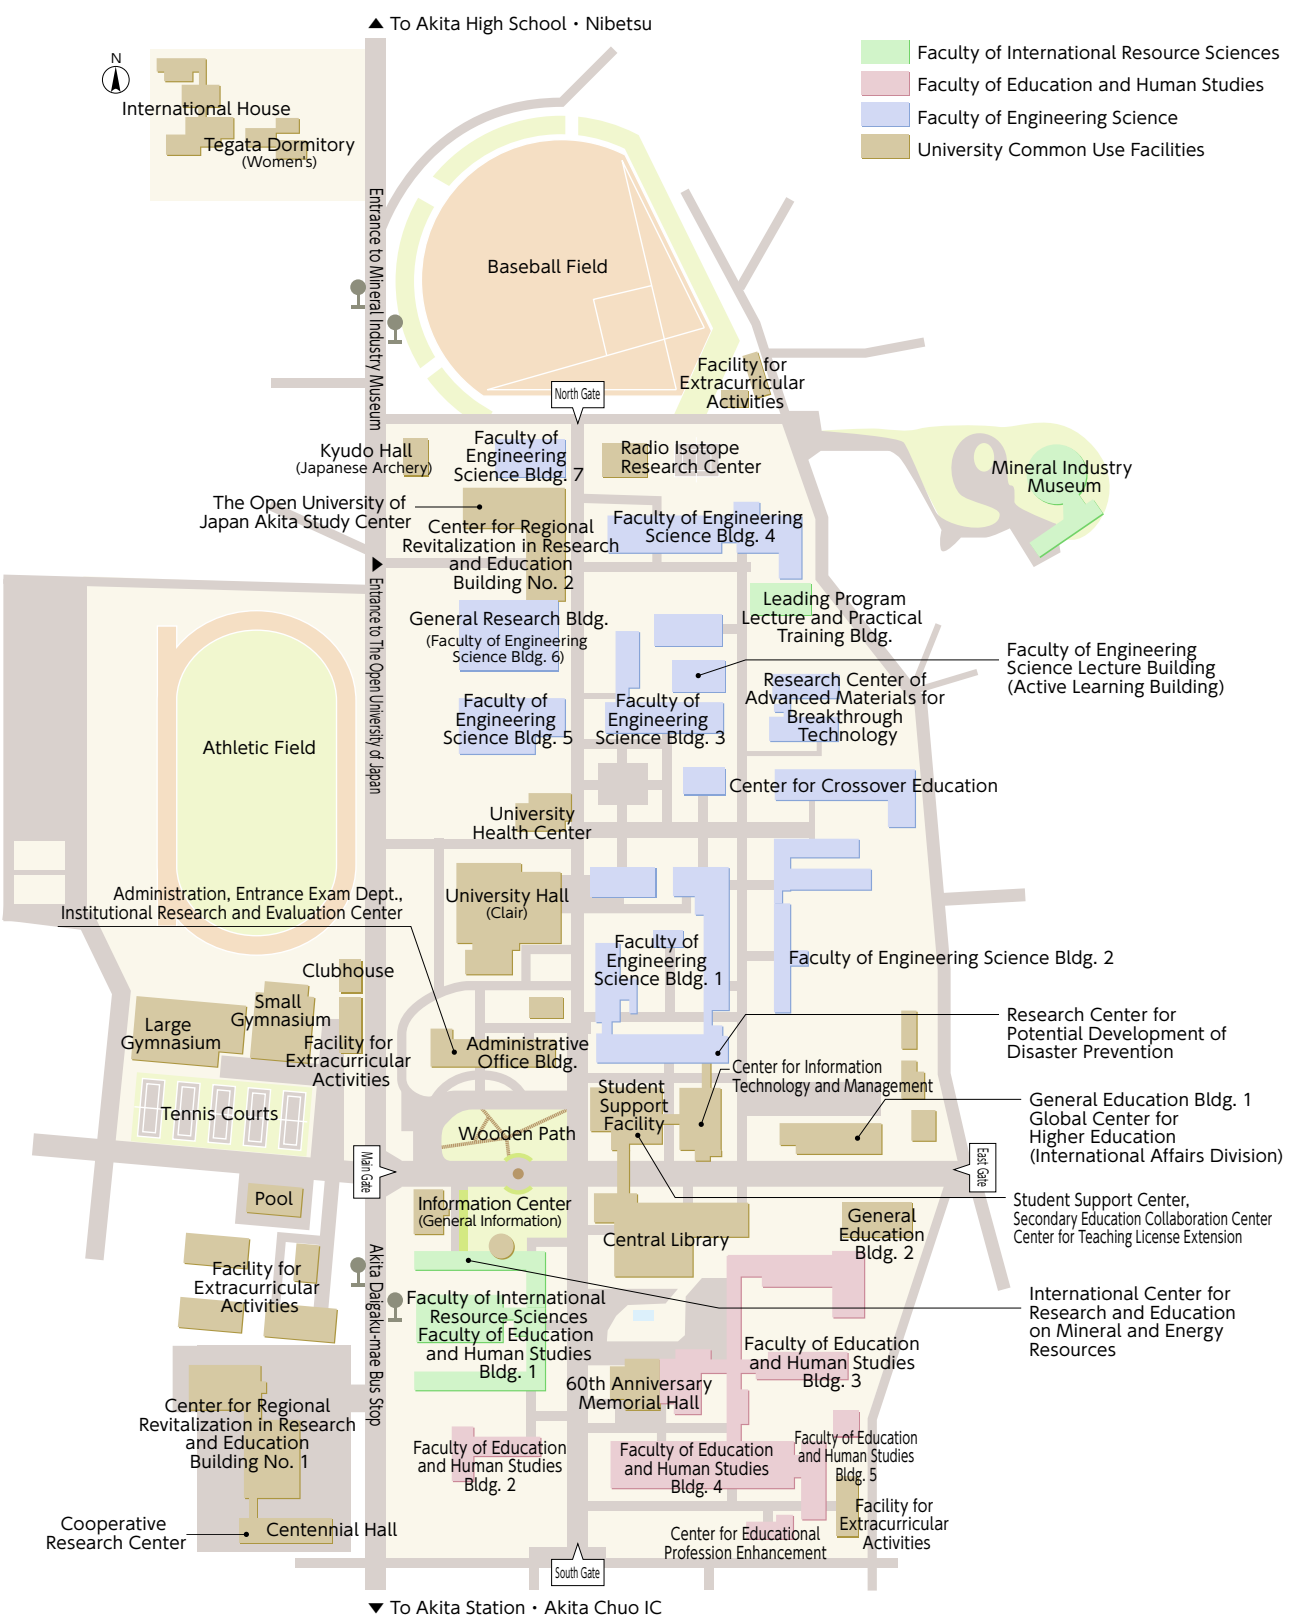 ▲ To Akita High School・Nibetsu
N
Faculty of International Resource Sciences
Faculty of Education and Human Studies
Faculty of Engineering Science
University Common Use Facilities
International House
Tegata Dormitory
(Women's)
Entrance to Mineral Industry Museum
Baseball Field
Facility for
Extracurricular
Activities
North Gate
Kyudo Hall
(Japanese Archery)
Faculty of
Engineering
Science Bldg. 7
Radio Isotope
Research Center
Mineral Industry
Museum
The Open University of
Japan Akita Study Center
Center for Regional
Revitalization in Research
and Education
Building No. 2
Faculty of Engineering
Science Bldg. 4
▶ Entrance to The Open University of Japan
General Research Bldg.
(Faculty of Engineering
Science Bldg. 6)
Leading Program
Lecture and Practical
Training Bldg.
Faculty of Engineering
Science Lecture Building
(Active Learning Building)
Research Center of
Advanced Materials for
Breakthrough
Technology
Faculty of
Engineering
Science Bldg. 5
Faculty of
Engineering
Science Bldg. 3
Athletic Field
Center for Crossover Education
University
Health Center
Administration, Entrance Exam Dept.,
Institutional Research and Evaluation Center
University Hall
(Clair)
Faculty of
Engineering
Science Bldg. 1
Faculty of Engineering Science Bldg. 2
Clubhouse
Small
Gymnasium
Large
Gymnasium
Facility for
Extracurricular
Activities
Administrative
Office Bldg.
Research Center for
Potential Development of
Disaster Prevention
Center for Information
Technology and Management
Student
Support
Facility
General Education Bldg. 1
Global Center for
Higher Education
(International Affairs Division)
Tennis Courts
Wooden Path
Main Gate
East Gate
Pool
Information Center
(General Information)
Student Support Center,
Secondary Education Collaboration Center
Center for Teaching License Extension
General
Education
Bldg. 2
Central Library
Facility for
Extracurricular
Activities
Akita Daigaku-mae Bus Stop
Faculty of International
Resource Sciences
Faculty of Education
and Human Studies
Bldg. 1
International Center for
Research and Education
on Mineral and Energy
Resources
Faculty of Education
and Human Studies
Bldg. 3
60th Anniversary
Memorial Hall
Center for Regional
Revitalization in Research
and Education
Building No. 1
Faculty of Education
and Human Studies
Bldg. 2
Faculty of Education
and Human Studies
Bldg. 4
Faculty of Education
and Human Studies
Bldg. 5
Cooperative
Research Center
Centennial Hall
Center for Educational
Profession Enhancement
Facility for
Extracurricular
Activities
South Gate
▼ To Akita Station・Akita Chuo IC